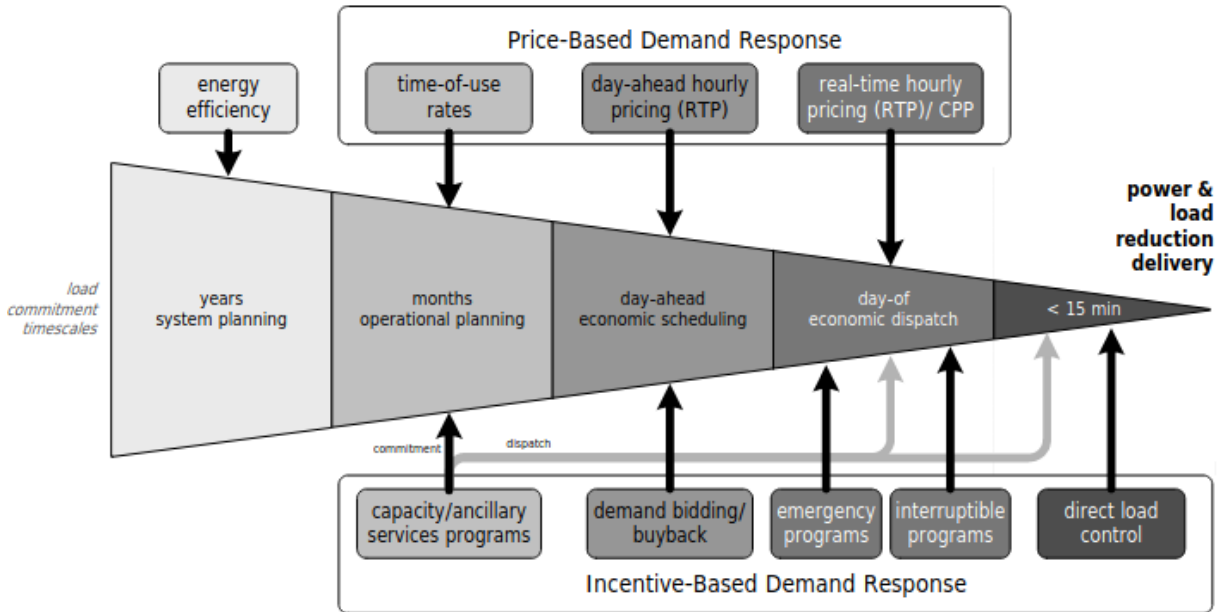 Price-Based Demand Response
energy
efficiency
time-of-use
rates
day-ahead hourly
pricing (RTP)
real-time hourly
pricing (RTP)/ CPP
power &
load
reduction
delivery
load
commitment
timescales
years
system planning
months
operational planning
day-ahead
economic scheduling
day-of
economic dispatch
< 15 min
commitment
dispatch
capacity/ancillary
services programs
demand bidding/
buyback
emergency
programs
interruptible
programs
direct load
control
Incentive-Based Demand Response